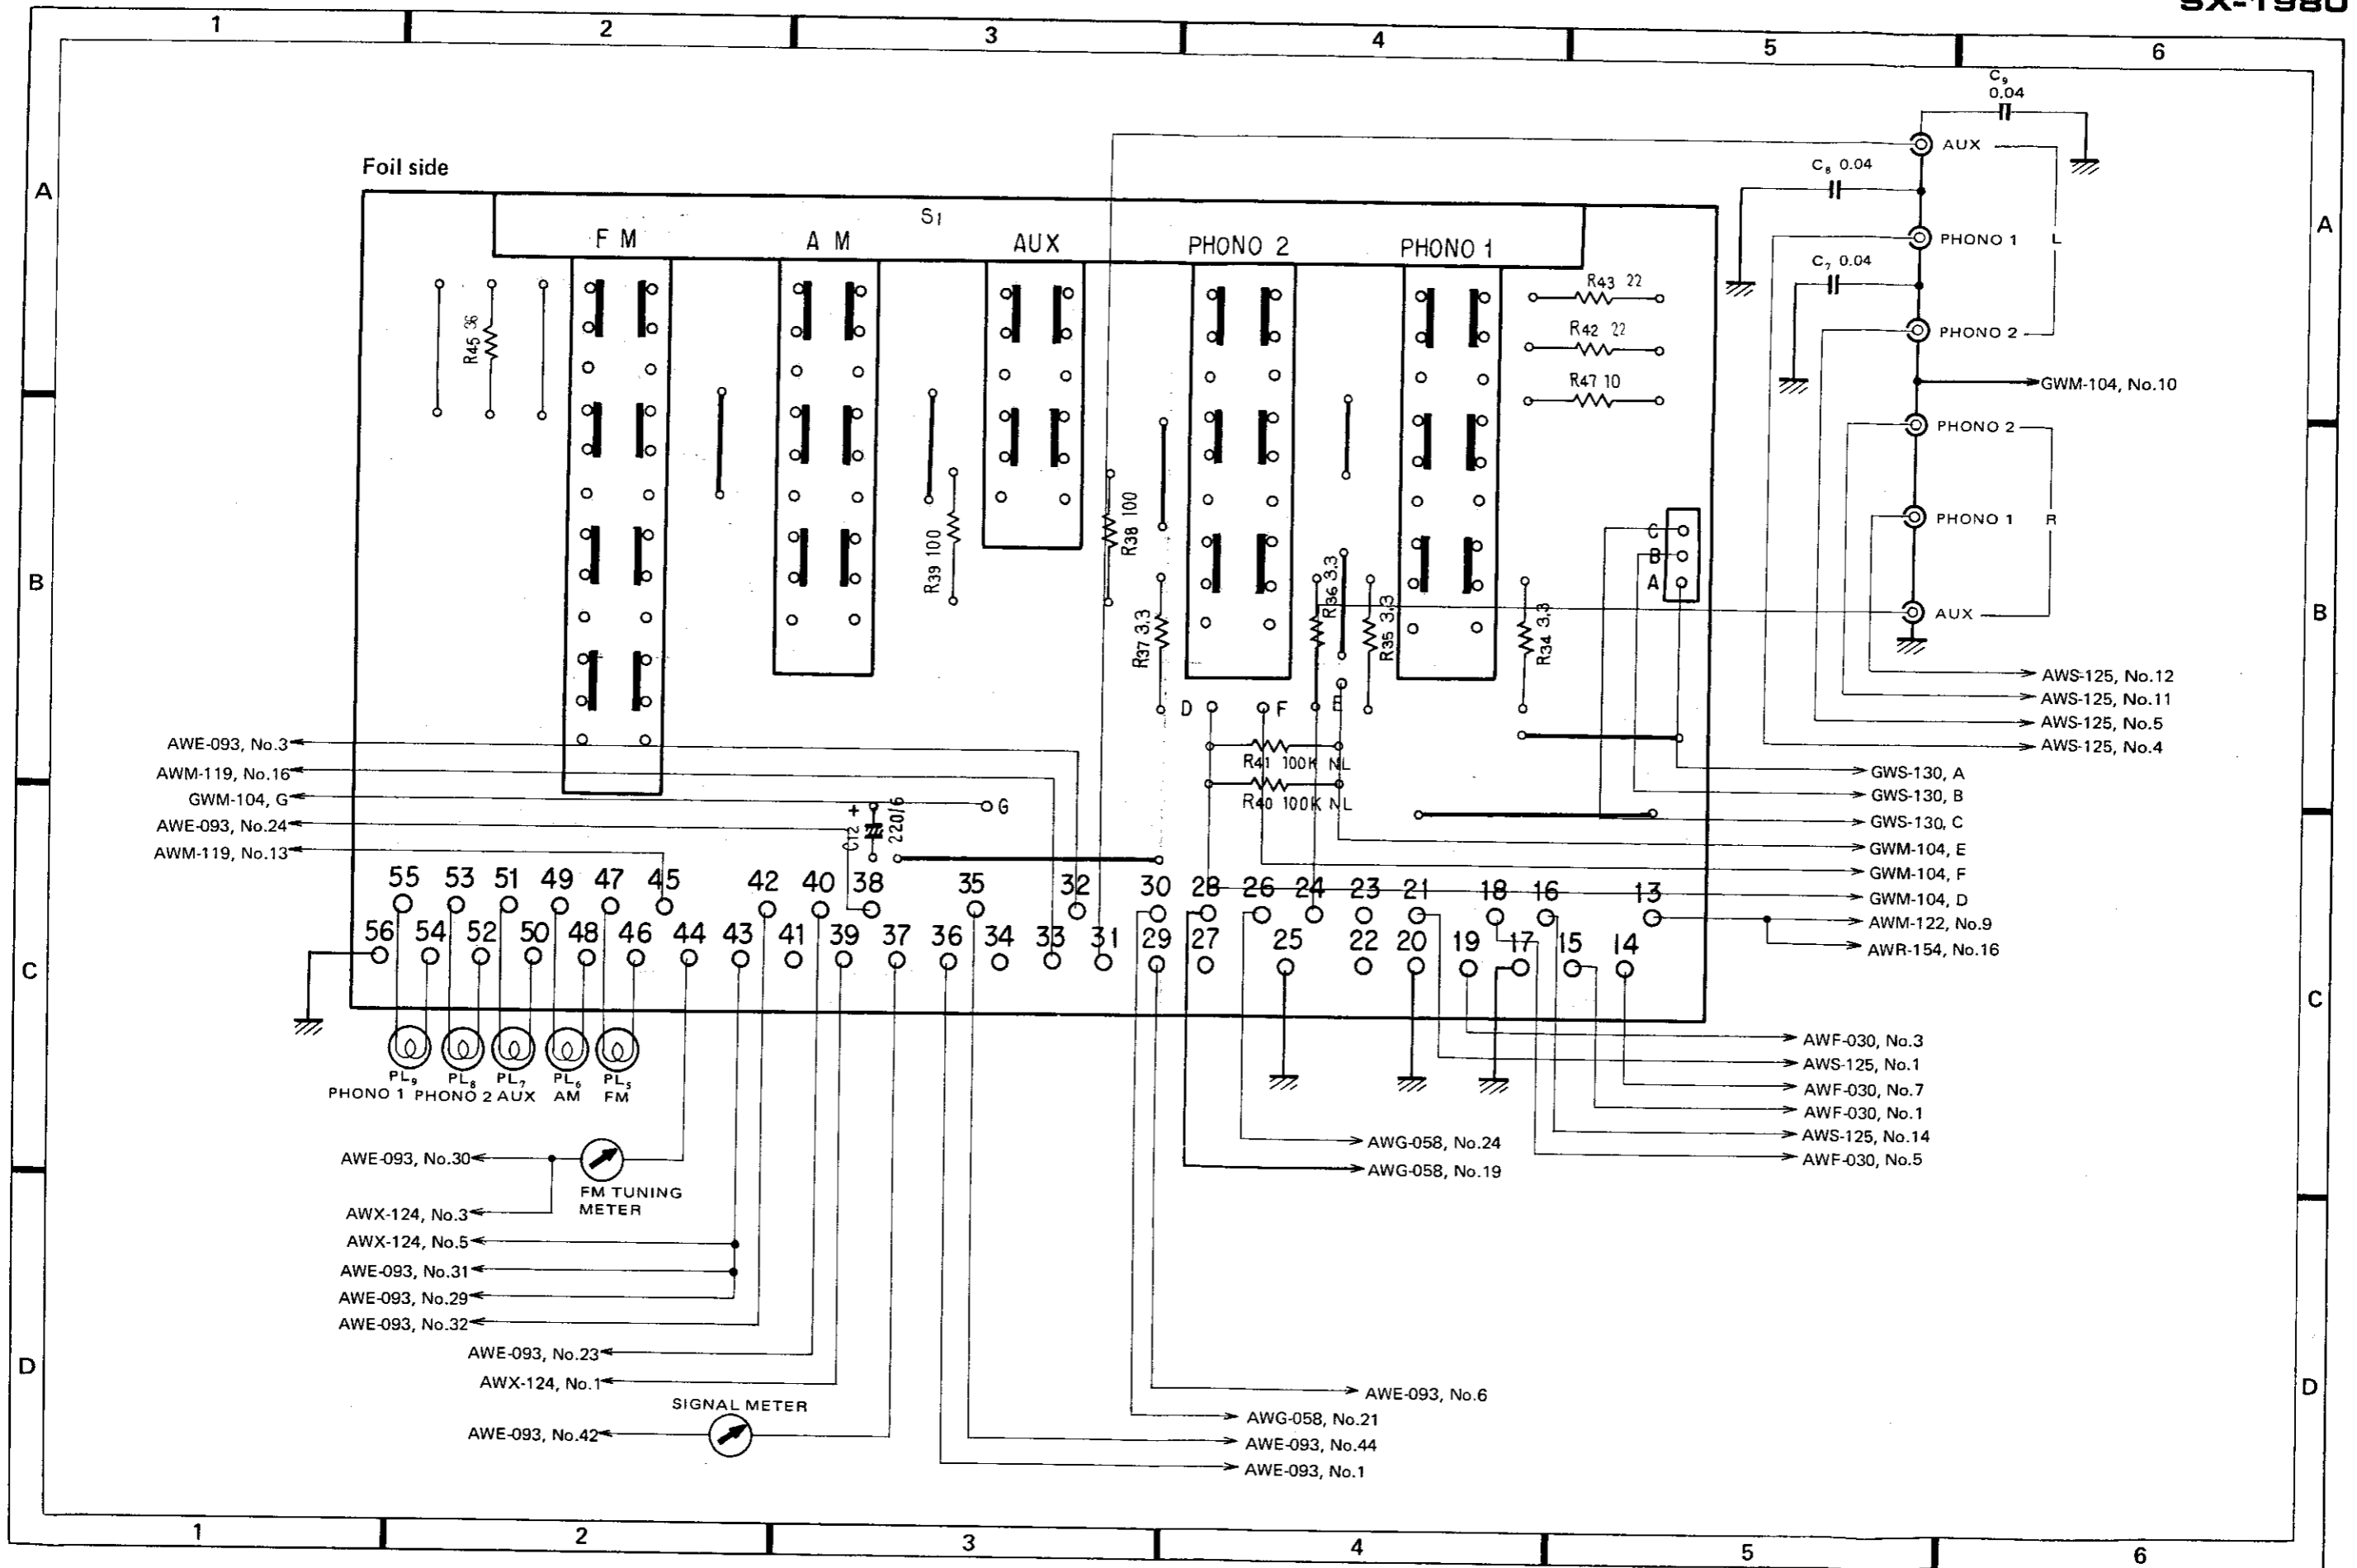 SX-1980
1 2 3 4 5 6
C9
0.04
AUX
C8 0.04
PHONO 1 L
C7 0.04
PHONO 2
GWM-104, No.10
PHONO 2
PHONO 1 R
AUX
A
B
C
D
A
B
C
D
Foil side
S1
FM AM AUX PHONO 2 PHONO 1
R45 36
R43 22
R42 22
R47 10
R39 100
R38 100
R37 3.3
R36 3.3
R35 3.3
R34 3.3
C
B
A
D F E
R41 100K NL
R40 100K NL
G
C12 + 220/6
AWE-093, No.3
AWM-119, No.16
GWM-104, G
AWE-093, No.24
AWM-119, No.13
AWS-125, No.12
AWS-125, No.11
AWS-125, No.5
AWS-125, No.4
GWS-130, A
GWS-130, B
GWS-130, C
GWM-104, E
GWM-104, F
GWM-104, D
AWM-122, No.9
AWR-154, No.16
55 53 51 49 47 45 42 40 38 35 32 30 28 26 24 23 21 18 16 13
56 54 52 50 48 46 44 43 41 39 37 36 34 33 31 29 27 25 22 20 19 17 15 14
PL9 PL8 PL7 PL6 PL5
PHONO 1 PHONO 2 AUX AM FM
AWF-030, No.3
AWS-125, No.1
AWF-030, No.7
AWF-030, No.1
AWS-125, No.14
AWF-030, No.5
AWG-058, No.24
AWG-058, No.19
AWE-093, No.30
FM TUNING
METER
AWX-124, No.3
AWX-124, No.5
AWE-093, No.31
AWE-093, No.29
AWE-093, No.32
AWE-093, No.23
AWX-124, No.1
SIGNAL METER
AWE-093, No.42
AWE-093, No.6
AWG-058, No.21
AWE-093, No.44
AWE-093, No.1
1 2 3 4 5 6